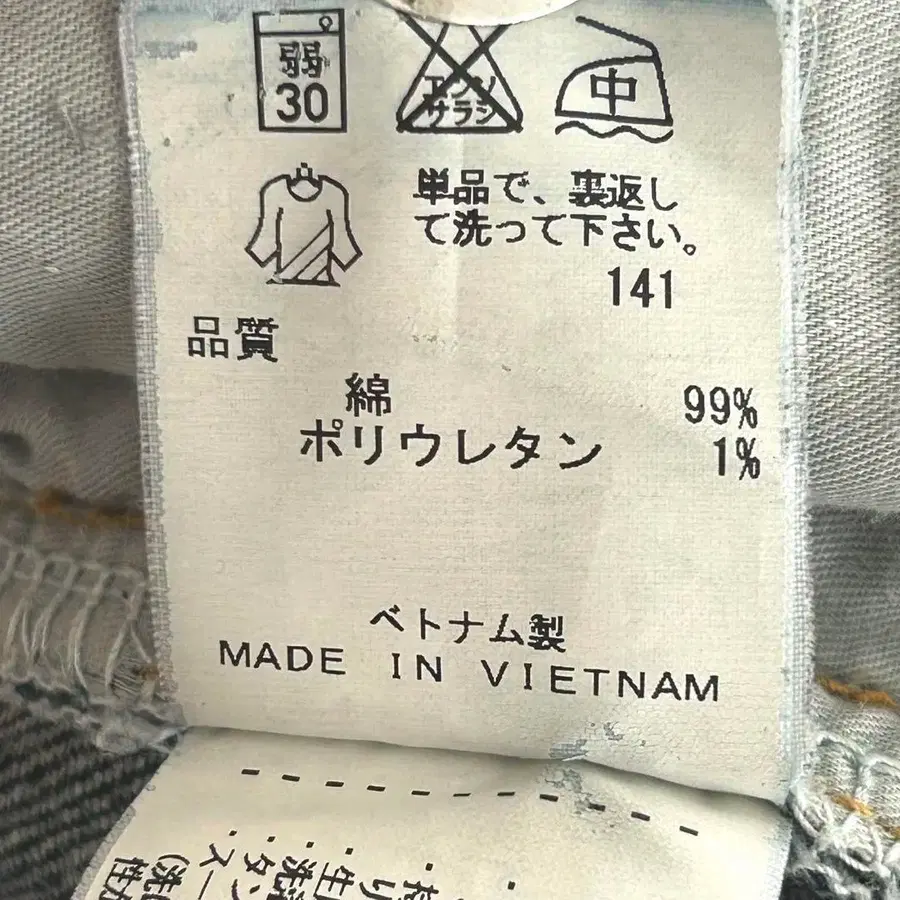 弱
30
エンソ
サラシ
中
単品で、裏返し
て洗って下さい。
141
品質
綿 99%
ポリウレタン 1%
ベトナム製
MADE IN VIETNAM